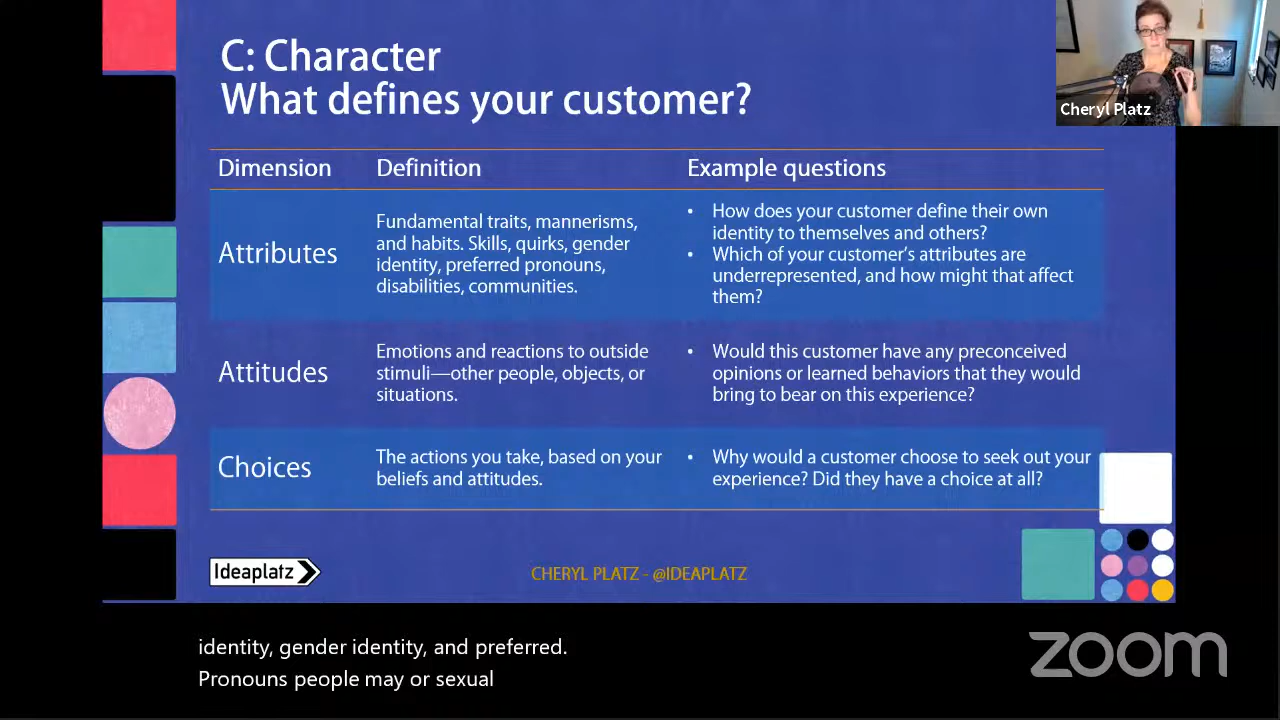 C: Character
What defines your customer?
Cheryl Platz
Dimension
Definition
Example questions
Attributes
Fundamental traits, mannerisms,
and habits. Skills, quirks, gender
identity, preferred pronouns,
disabilities, communities.
• How does your customer define their own
identity to themselves and others?
• Which of your customer's attributes are
underrepresented, and how might that affect
them?
Attitudes
Emotions and reactions to outside
stimuli—other people, objects, or
situations.
• Would this customer have any preconceived
opinions or learned behaviors that they would
bring to bear on this experience?
Choices
The actions you take, based on your
beliefs and attitudes.
• Why would a customer choose to seek out your
experience? Did they have a choice at all?
Ideaplatz
CHERYL PLATZ - @IDEAPLATZ
identity, gender identity, and preferred.
Pronouns people may or sexual
zoom